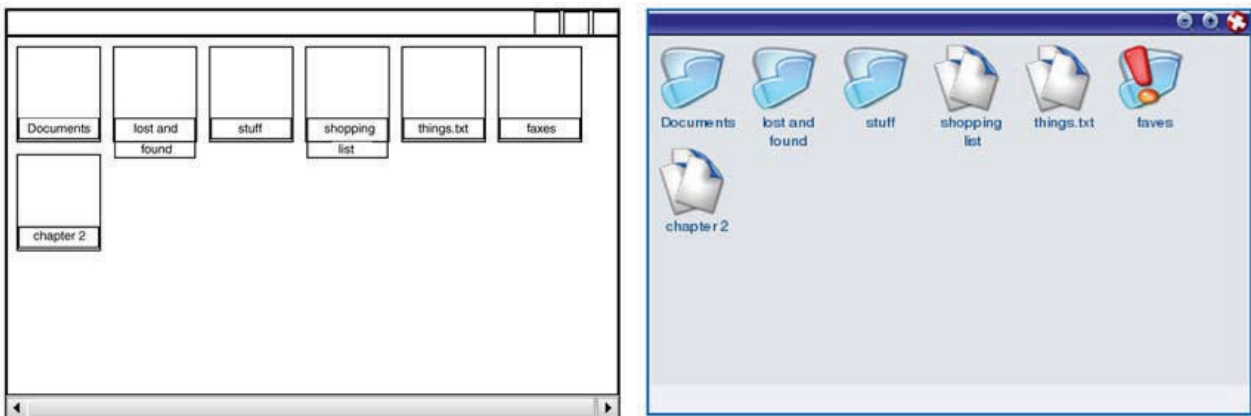 Documents lost and stuff shopping things.txt faxes
found list
chapter 2
Documents lost and stuff shopping things.txt faves
found list
chapter 2